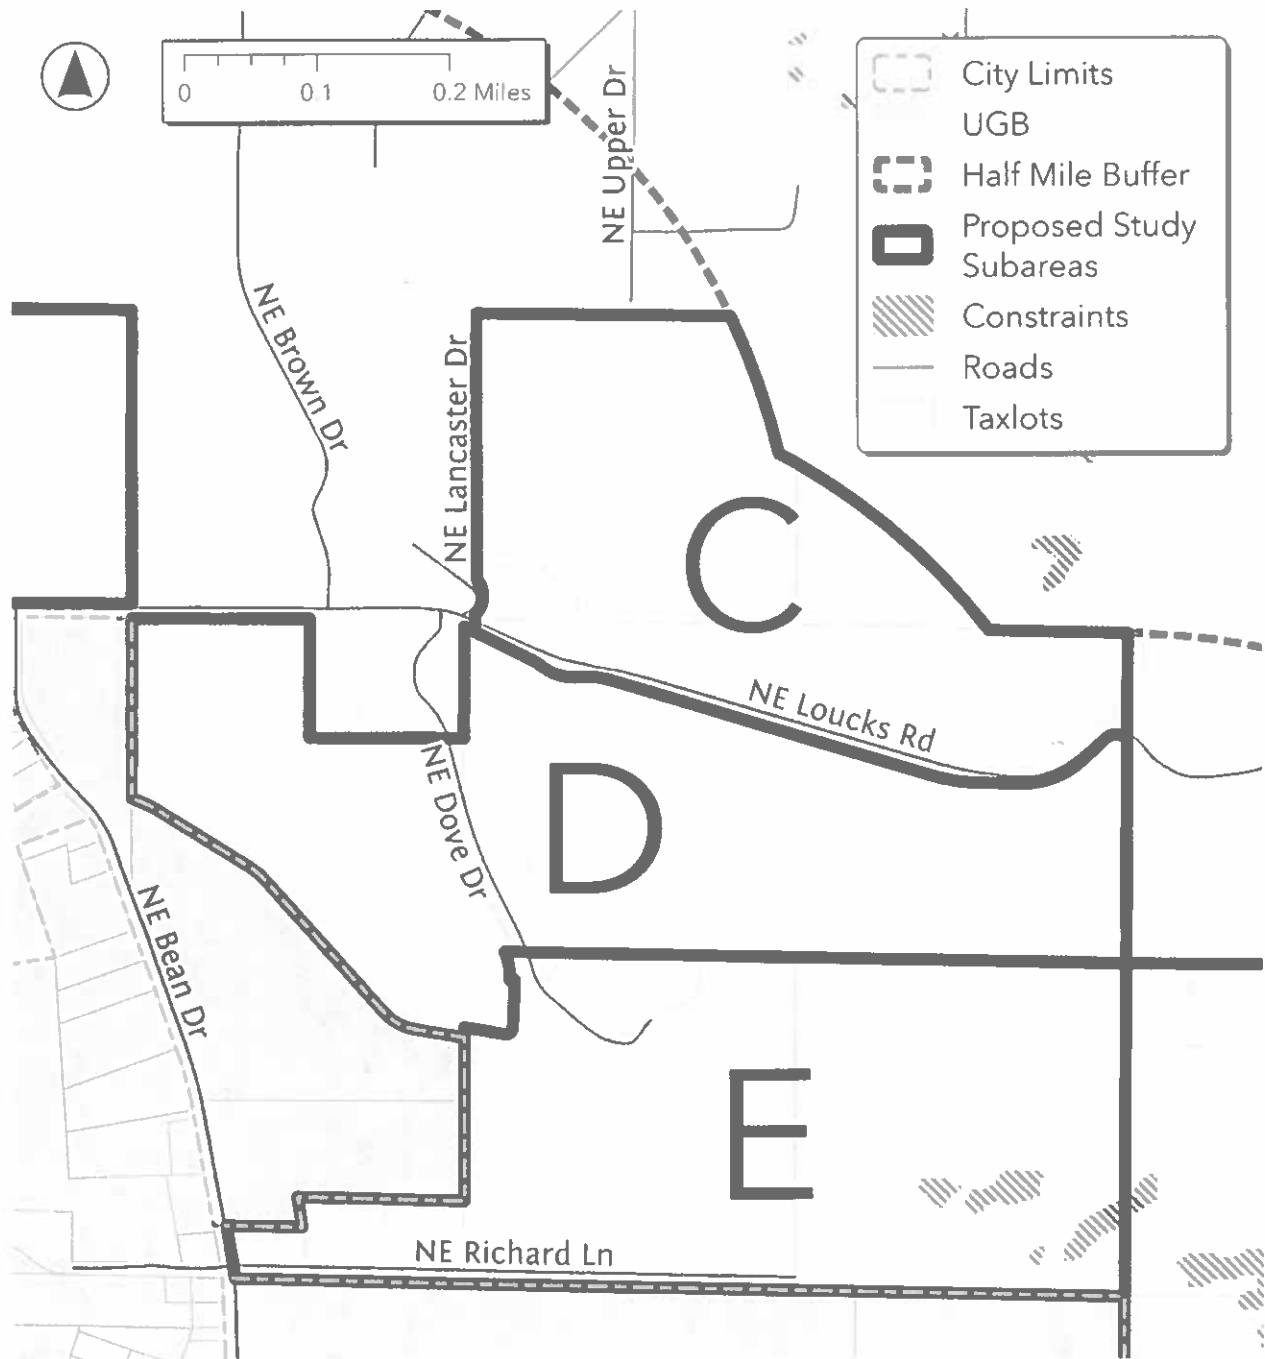 0 0.1 0.2 Miles
City Limits
UGB
Half Mile Buffer
Proposed Study
Subareas
Constraints
Roads
Taxlots
NE Upper Dr
NE Brown Dr
NE Lancaster Dr
C
NE Loucks Rd
D
NE Dove Dr
NE Bean Dr
E
NE Richard Ln